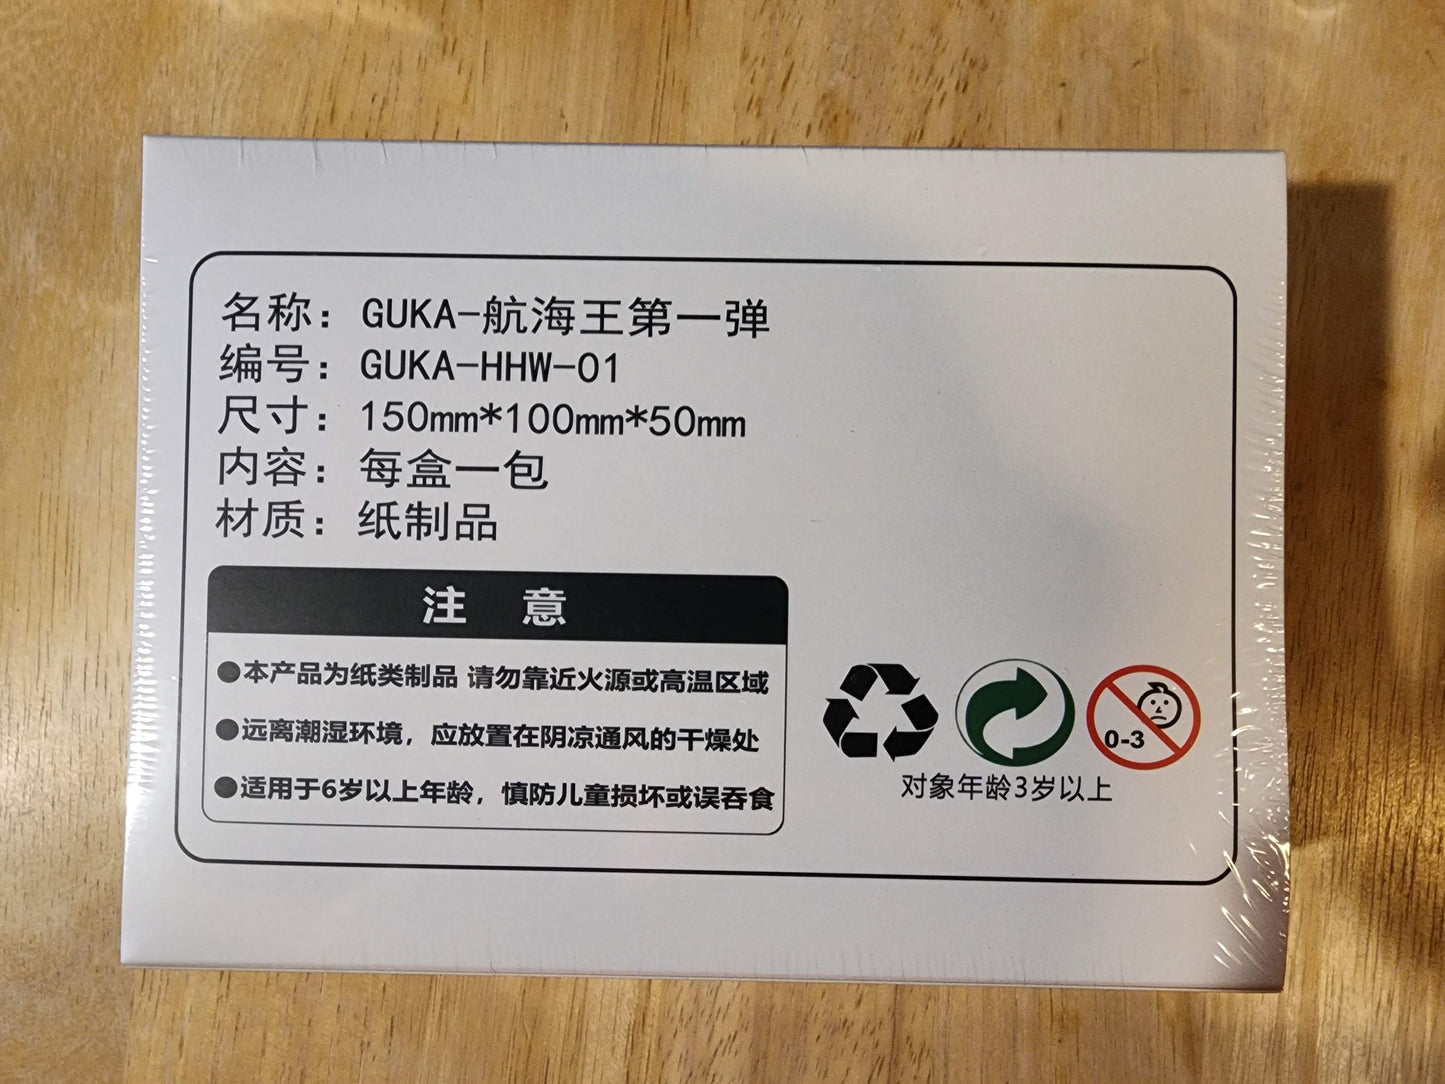 名称：GUKA-航海王第一弹
编号：GUKA-HHW-01
尺寸：150mm*100mm*50mm
内容：每盒一包
材质：纸制品
注 意
●本产品为纸类制品 请勿靠近火源或高温区域
●远离潮湿环境，应放置在阴凉通风的干燥处
●适用于6岁以上年龄，慎防儿童损坏或误吞食
0-3
对象年龄3岁以上